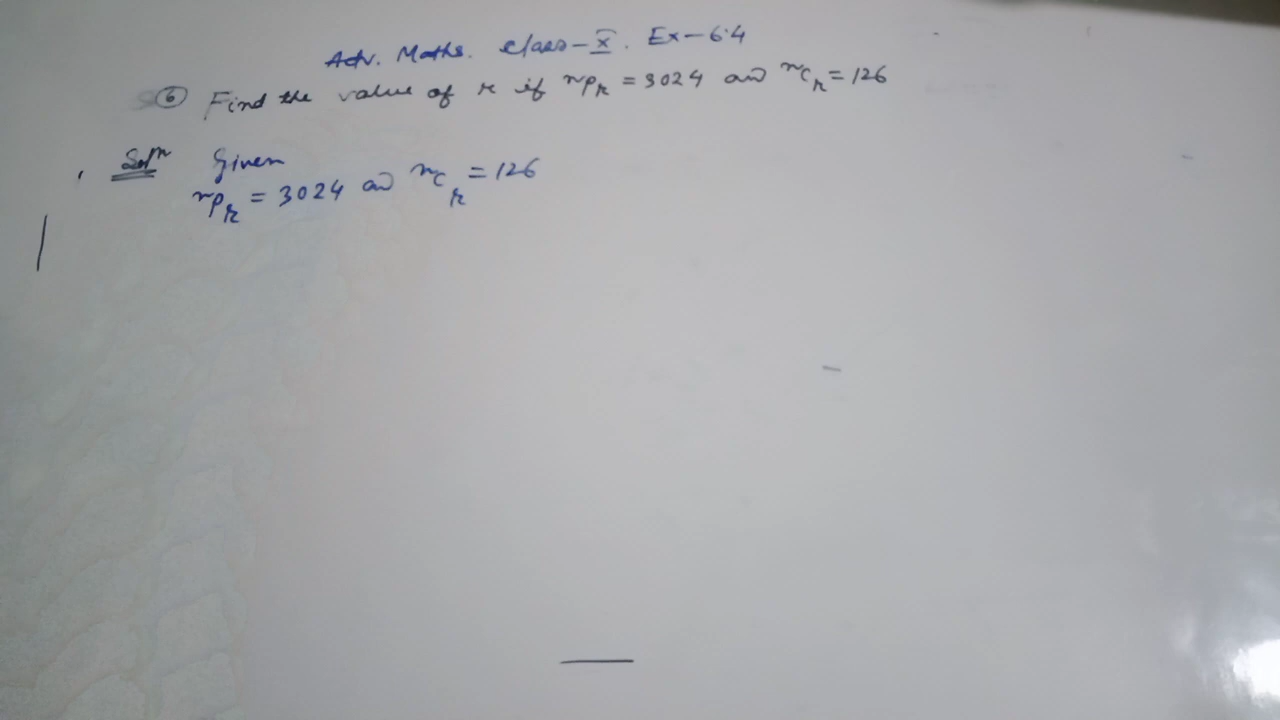 Adv. Maths. Class-X. Ex-6.4
⑥ Find the value of r if ⁿPᵣ = 3024 and ⁿCᵣ = 126
Solⁿ Given
ⁿPᵣ = 3024 and ⁿCᵣ = 126